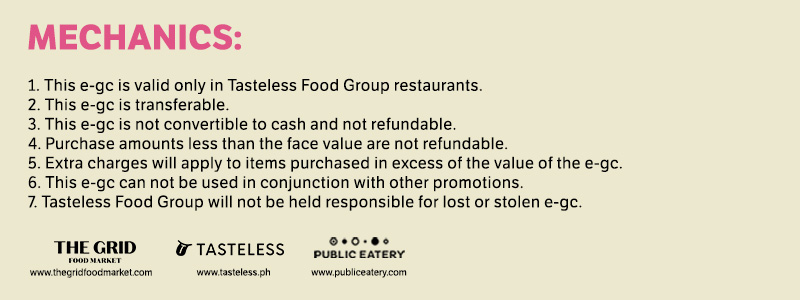 MECHANICS:
1. This e-gc is valid only in Tasteless Food Group restaurants.
2. This e-gc is transferable.
3. This e-gc is not convertible to cash and not refundable.
4. Purchase amounts less than the face value are not refundable.
5. Extra charges will apply to items purchased in excess of the value of the e-gc.
6. This e-gc can not be used in conjunction with other promotions.
7. Tasteless Food Group will not be held responsible for lost or stolen e-gc.
THE GRID
FOOD MARKET
www.thegridfoodmarket.com
TASTELESS
www.tasteless.ph
PUBLIC EATERY
www.publiceatery.com